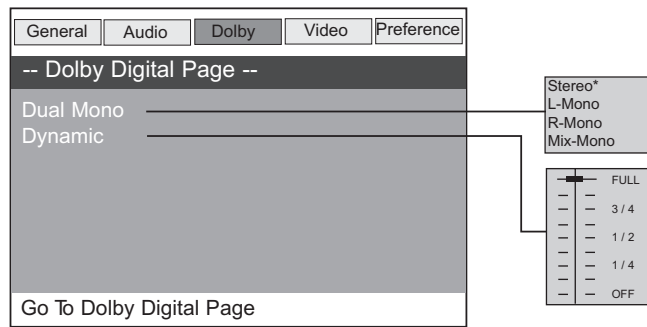 General Audio Dolby Video Preference
-- Dolby Digital Page --
Dual Mono
Dynamic
Go To Dolby Digital Page
Stereo*
L-Mono
R-Mono
Mix-Mono
FULL
3 / 4
1 / 2
1 / 4
OFF